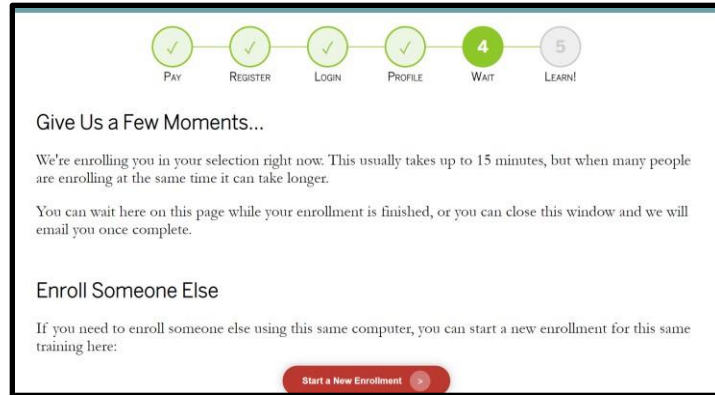 ✓ ✓ ✓ ✓ 4 5
PAY REGISTER LOGIN PROFILE WAIT LEARN!
Give Us a Few Moments...
We're enrolling you in your selection right now. This usually takes up to 15 minutes, but when many people
are enrolling at the same time it can take longer.
You can wait here on this page while your enrollment is finished, or you can close this window and we will
email you once complete.
Enroll Someone Else
If you need to enroll someone else using this same computer, you can start a new enrollment for this same
training here:
Start a New Enrollment >